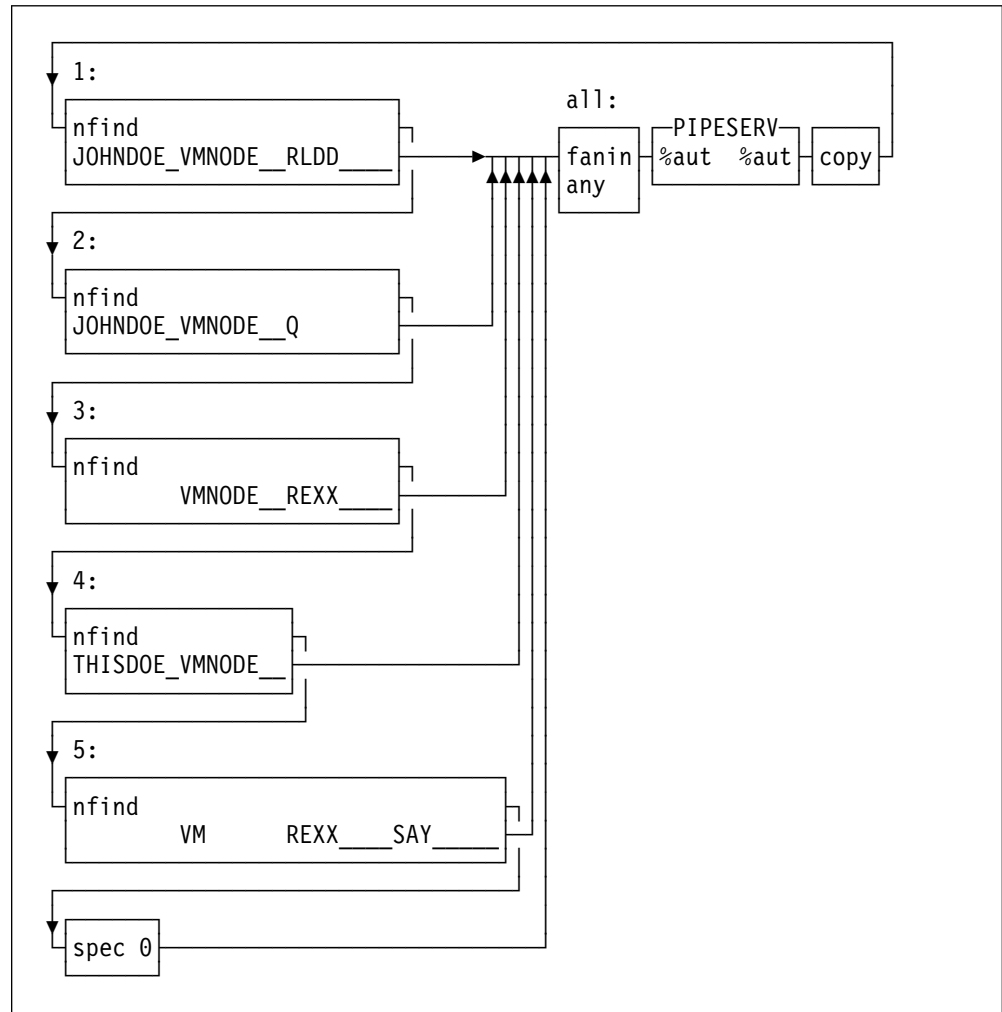 1:
all:
nfind
JOHNDOE_VMNODE__RLDD____
fanin
any
PIPESERV
%aut %aut
copy
2:
nfind
JOHNDOE_VMNODE__Q
3:
nfind
VMNODE__REXX____
4:
nfind
THISDOE_VMNODE__
5:
nfind
VM REXX____SAY_____
spec 0